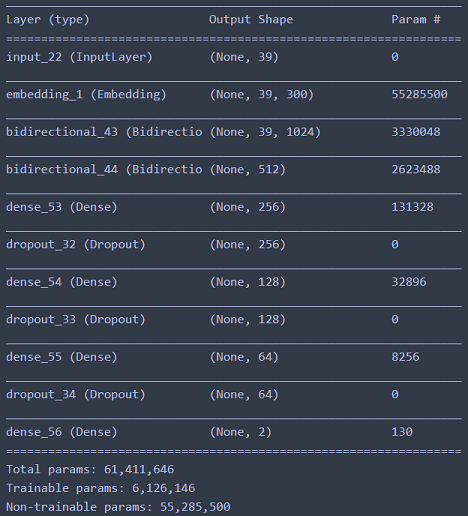 Layer (type) Output Shape Param #
=================================================================
input_22 (InputLayer) (None, 39) 0
embedding_1 (Embedding) (None, 39, 300) 55285500
bidirectional_43 (Bidirectio (None, 39, 1024) 3330048
bidirectional_44 (Bidirectio (None, 512) 2623488
dense_53 (Dense) (None, 256) 131328
dropout_32 (Dropout) (None, 256) 0
dense_54 (Dense) (None, 128) 32896
dropout_33 (Dropout) (None, 128) 0
dense_55 (Dense) (None, 64) 8256
dropout_34 (Dropout) (None, 64) 0
dense_56 (Dense) (None, 2) 130
=================================================================
Total params: 61,411,646
Trainable params: 6,126,146
Non-trainable params: 55,285,500